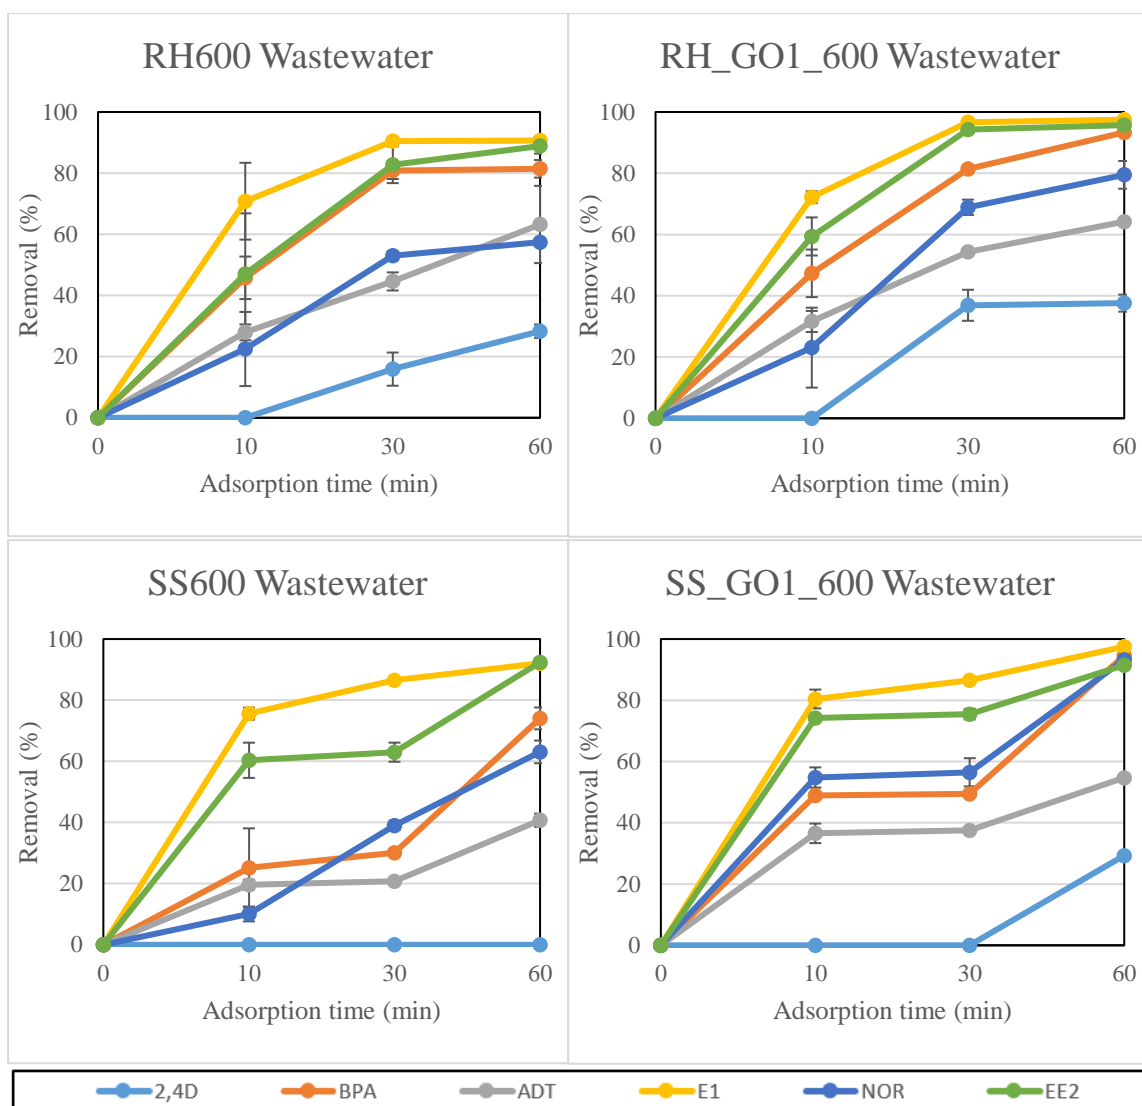 RH600 Wastewater
Removal (%)
100
80
60
40
20
0
0 10 30 60
Adsorption time (min)
RH_GO1_600 Wastewater
Removal (%)
100
80
60
40
20
0
0 10 30 60
Adsorption time (min)
SS600 Wastewater
Removal (%)
100
80
60
40
20
0
0 10 30 60
Adsorption time (min)
SS_GO1_600 Wastewater
Removal (%)
100
80
60
40
20
0
0 10 30 60
Adsorption time (min)
2,4D BPA ADT E1 NOR EE2